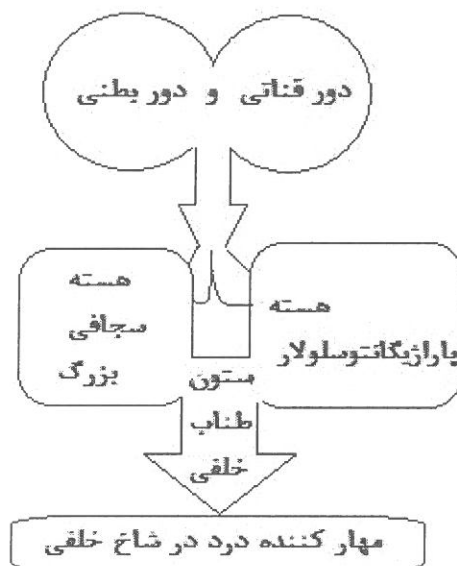 دور قناتی و دور بطنی
هسته
سجافی
بزرگ
هسته
پاراژیگانتوسلولار
ستون
طناب
خلفی
مهار کننده درد در شاخ خلفی